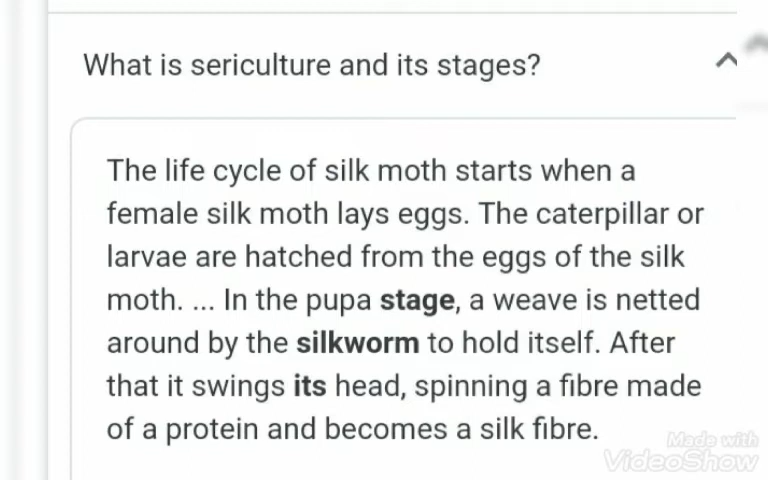 What is sericulture and its stages?
The life cycle of silk moth starts when a
female silk moth lays eggs. The caterpillar or
larvae are hatched from the eggs of the silk
moth. ... In the pupa stage, a weave is netted
around by the silkworm to hold itself. After
that it swings its head, spinning a fibre made
of a protein and becomes a silk fibre.
Made with
VideoShow